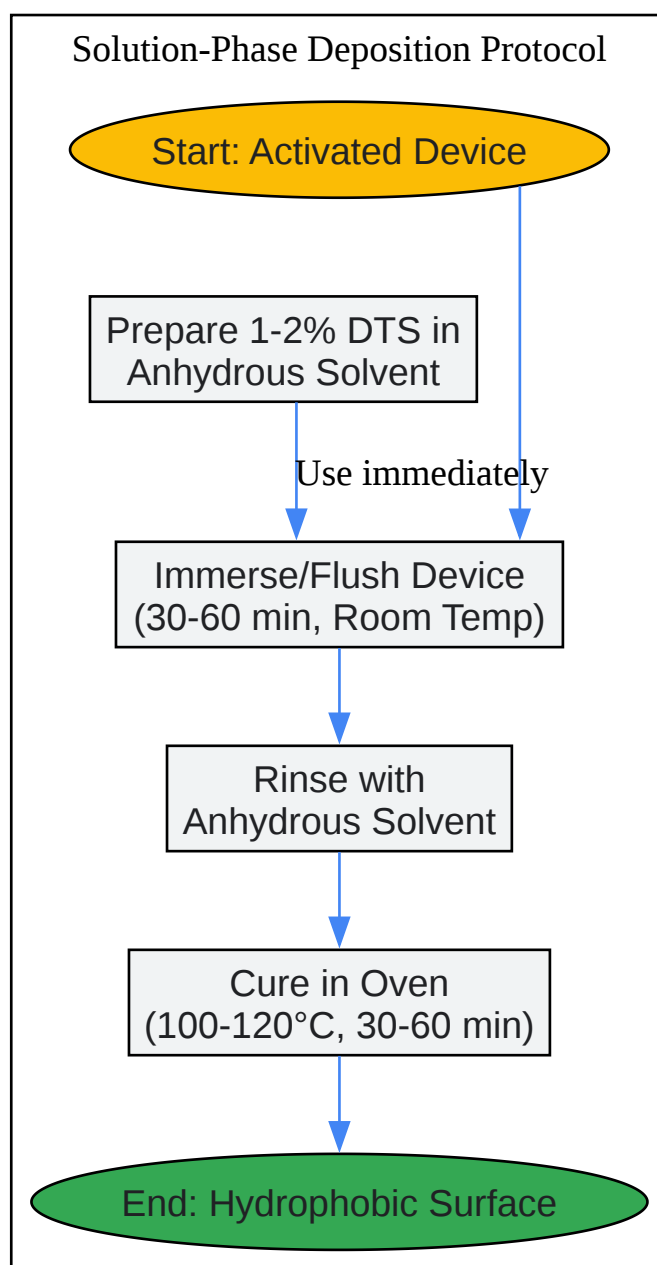 Solution-Phase Deposition Protocol
Start: Activated Device
Prepare 1-2% DTS in
Anhydrous Solvent
Use immediately
Immerse/Flush Device
(30-60 min, Room Temp)
Rinse with
Anhydrous Solvent
Cure in Oven
(100-120°C, 30-60 min)
End: Hydrophobic Surface